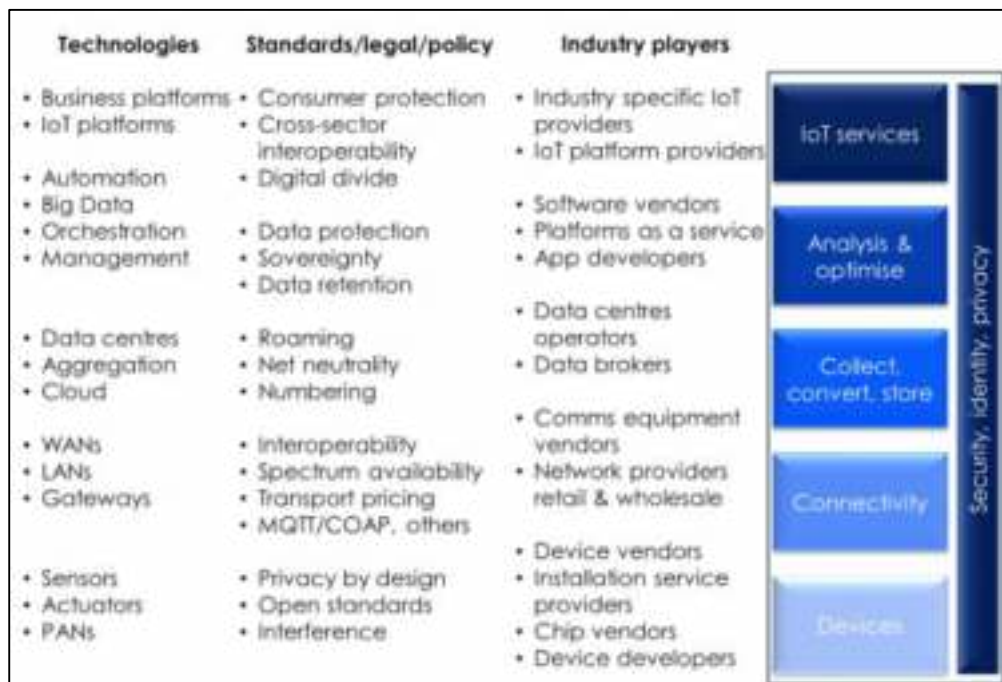 Technologies
• Business platforms
• IoT platforms
• Automation
• Big Data
• Orchestration
• Management
• Data centres
• Aggregation
• Cloud
• WANs
• LANs
• Gateways
• Sensors
• Actuators
• PANs
Standards/legal/policy
• Consumer protection
• Cross-sector
interoperability
• Digital divide
• Data protection
• Sovereignty
• Data retention
• Roaming
• Net neutrality
• Numbering
• Interoperability
• Spectrum availability
• Transport pricing
• MQTT/COAP, others
• Privacy by design
• Open standards
• Interference
Industry players
• Industry specific IoT
providers
• IoT platform providers
• Software vendors
• Platforms as a service
• App developers
• Data centres
operators
• Data brokers
• Comms equipment
vendors
• Network providers
retail & wholesale
• Device vendors
• Installation service
providers
• Chip vendors
• Device developers
IoT services
Analysis &
optimise
Collect,
convert, store
Connectivity
Devices
Security, identity, privacy